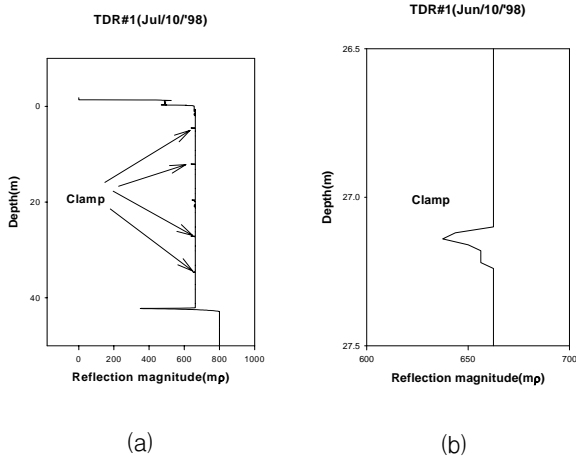 TDR#1(Jul/10/'98)
0
20
40
Depth(m)
Clamp
0 200 400 600 800 1000
Reflection magnitude(mρ)
(a)
TDR#1(Jun/10/'98)
26.5
27.0
27.5
Depth(m)
Clamp
600 650 700
Reflection magnitude(mρ)
(b)